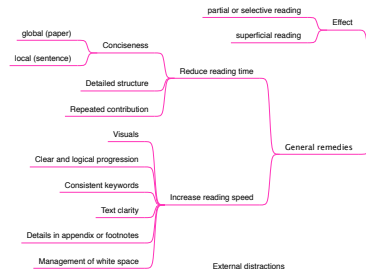 partial or selective reading
Effect
superficial reading
global (paper)
Conciseness
local (sentence)
Reduce reading time
Detailed structure
Repeated contribution
Visuals
General remedies
Clear and logical progression
Consistent keywords
Increase reading speed
Text clarity
Details in appendix or footnotes
Management of white space
External distractions